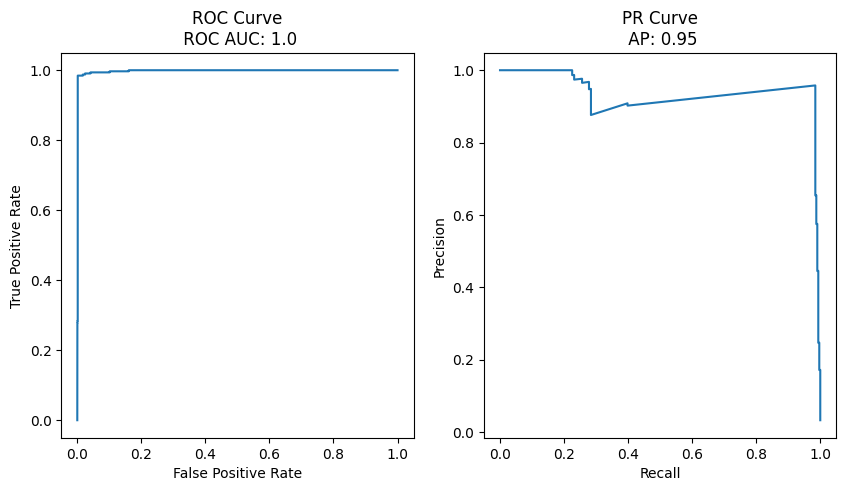 ROC Curve
ROC AUC: 1.0
1.0
0.8
0.6
0.4
0.2
0.0
True Positive Rate
0.0 0.2 0.4 0.6 0.8 1.0
False Positive Rate
PR Curve
AP: 0.95
1.0
0.8
0.6
0.4
0.2
0.0
Precision
0.0 0.2 0.4 0.6 0.8 1.0
Recall